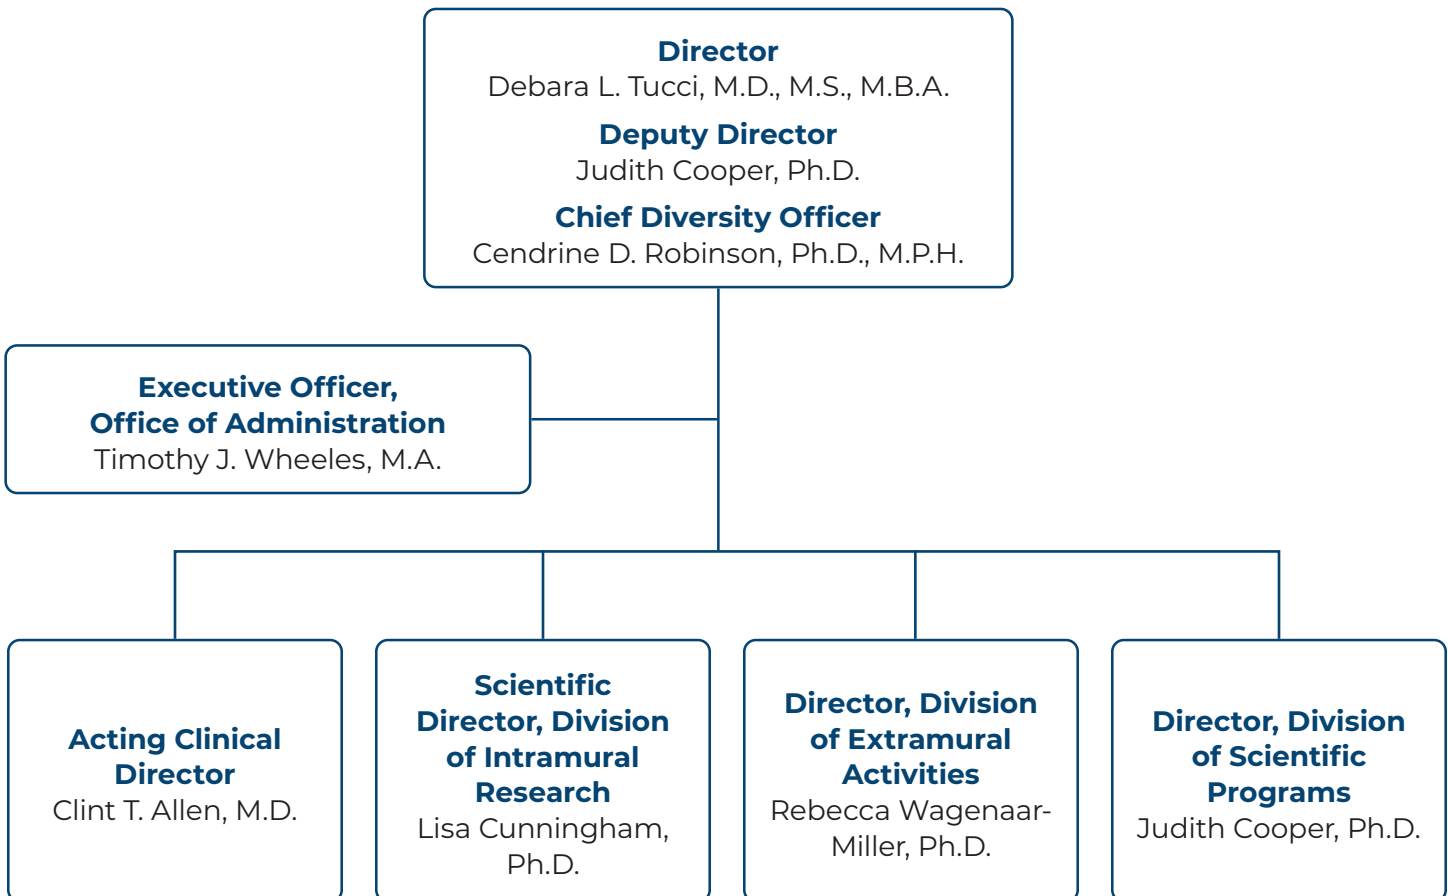 Director
Debara L. Tucci, M.D., M.S., M.B.A.
Deputy Director
Judith Cooper, Ph.D.
Chief Diversity Officer
Cendrine D. Robinson, Ph.D., M.P.H.
Executive Officer,
Office of Administration
Timothy J. Wheeles, M.A.
Acting Clinical
Director
Clint T. Allen, M.D.
Scientific
Director, Division
of Intramural
Research
Lisa Cunningham,
Ph.D.
Director, Division
of Extramural
Activities
Rebecca Wagenaar-
Miller, Ph.D.
Director, Division
of Scientific
Programs
Judith Cooper, Ph.D.